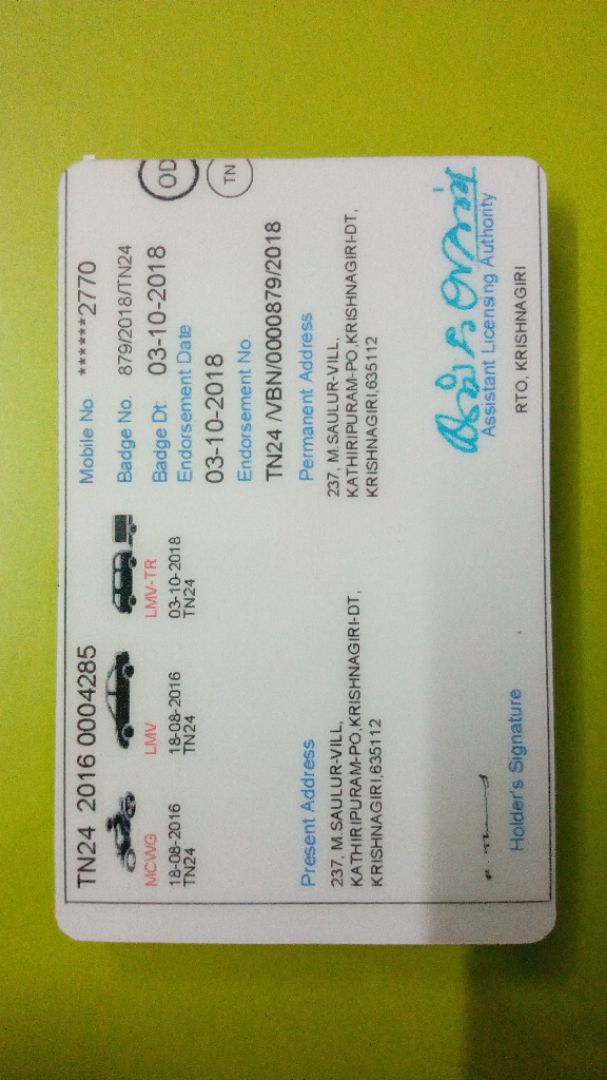 TN24 2016 0004285
MCWG
18-08-2016
TN24
LMV
18-08-2016
TN24
LMV-TR
03-10-2018
TN24
Mobile No. ******2770
Badge No. 879/2018/TN24
Badge Dt: 03-10-2018
Endorsement Date
03-10-2018
Endorsement No.
TN24 /VBN/0000879/2018
OD
TN
Present Address
237, M.SAULUR-VILL,
KATHIRIPURAM-PO,KRISHNAGIRI-DT,
KRISHNAGIRI,635112
Permanent Address
237, M.SAULUR-VILL,
KATHIRIPURAM-PO,KRISHNAGIRI-DT,
KRISHNAGIRI,635112
Holder's Signature
Assistant Licensing Authority
RTO, KRISHNAGIRI